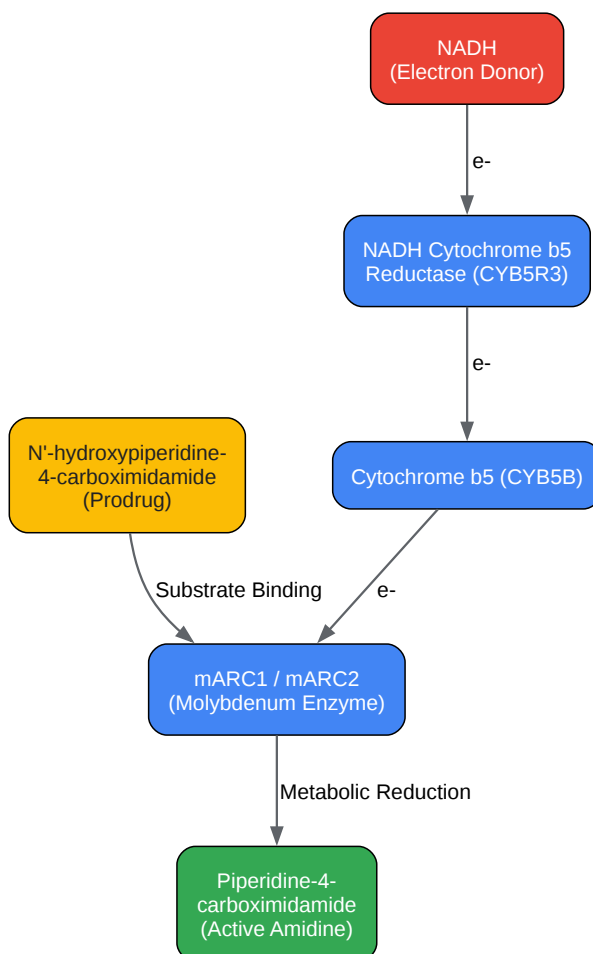 NADH
(Electron Donor)
e-
NADH Cytochrome b5
Reductase (CYB5R3)
e-
N'-hydroxypiperidine-
4-carboximidamide
(Prodrug)
Cytochrome b5 (CYB5B)
Substrate Binding
e-
mARC1 / mARC2
(Molybdenum Enzyme)
Metabolic Reduction
Piperidine-4-
carboximidamide
(Active Amidine)